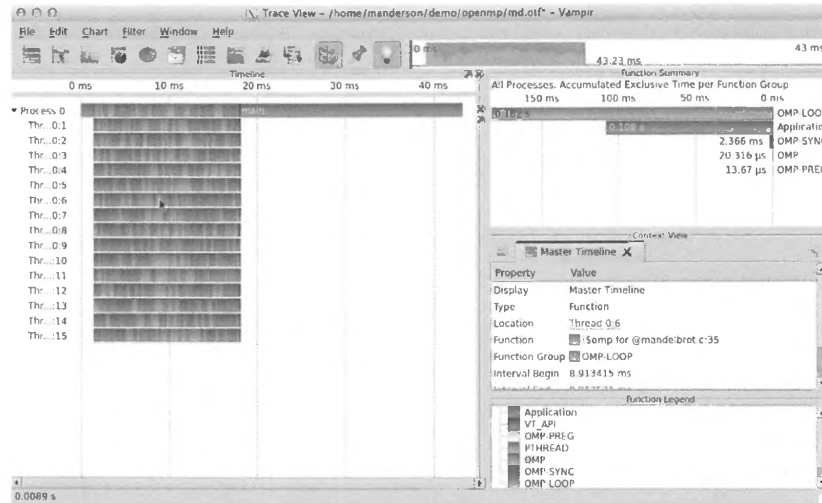 Trace View - /home/manderson/demo/openmp/md.otf* - Vampir
File Edit Chart Filter Window Help
0 ms
43.23 ms
43 ms
Timeline
0 ms 10 ms 20 ms 30 ms 40 ms
Process 0
main
Thr...0:1
Thr...0:2
Thr...0:3
Thr...0:4
Thr...0:5
Thr...0:6
Thr...0:7
Thr...0:8
Thr...0:9
Thr...:10
Thr...:11
Thr...:12
Thr...:13
Thr...:14
Thr...:15
0.0089 s
Function Summary
All Processes, Accumulated Exclusive Time per Function Group
150 ms 100 ms 50 ms 0 ms
OMP-LOO
0.108 s Applicatio
2.366 ms OMP-SYN
20.316 µs OMP
13.67 µs OMP-PREG
Context View
Master Timeline X
Property Value
Display Master Timeline
Type Function
Location Thread 0:6
Function !$omp for @mandelbrot.c:35
Function Group OMP-LOOP
Interval Begin 8.913415 ms
Interval End
Function Legend
Application
VT_API
OMP-PREG
PTHREAD
OMP
OMP-SYNC
OMP-LOOP